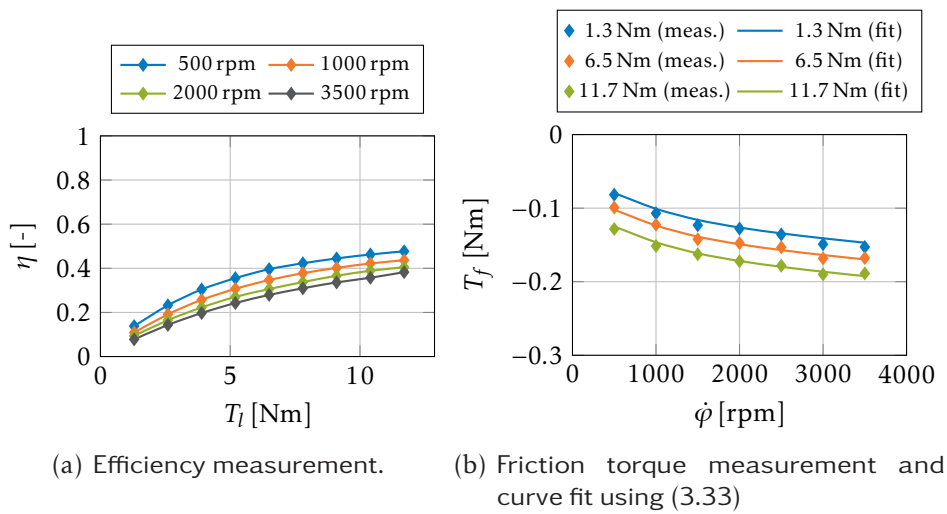 500 rpm 1000 rpm
2000 rpm 3500 rpm
1
0.8
0.6
0.4
0.2
0
0 5 10
η [-]
T_l [Nm]
(a) Efficiency measurement.
1.3 Nm (meas.) 1.3 Nm (fit)
6.5 Nm (meas.) 6.5 Nm (fit)
11.7 Nm (meas.) 11.7 Nm (fit)
0
−0.1
−0.2
−0.3
0 1000 2000 3000 4000
T_f [Nm]
φ̇ [rpm]
(b) Friction torque measurement and
curve fit using (3.33)